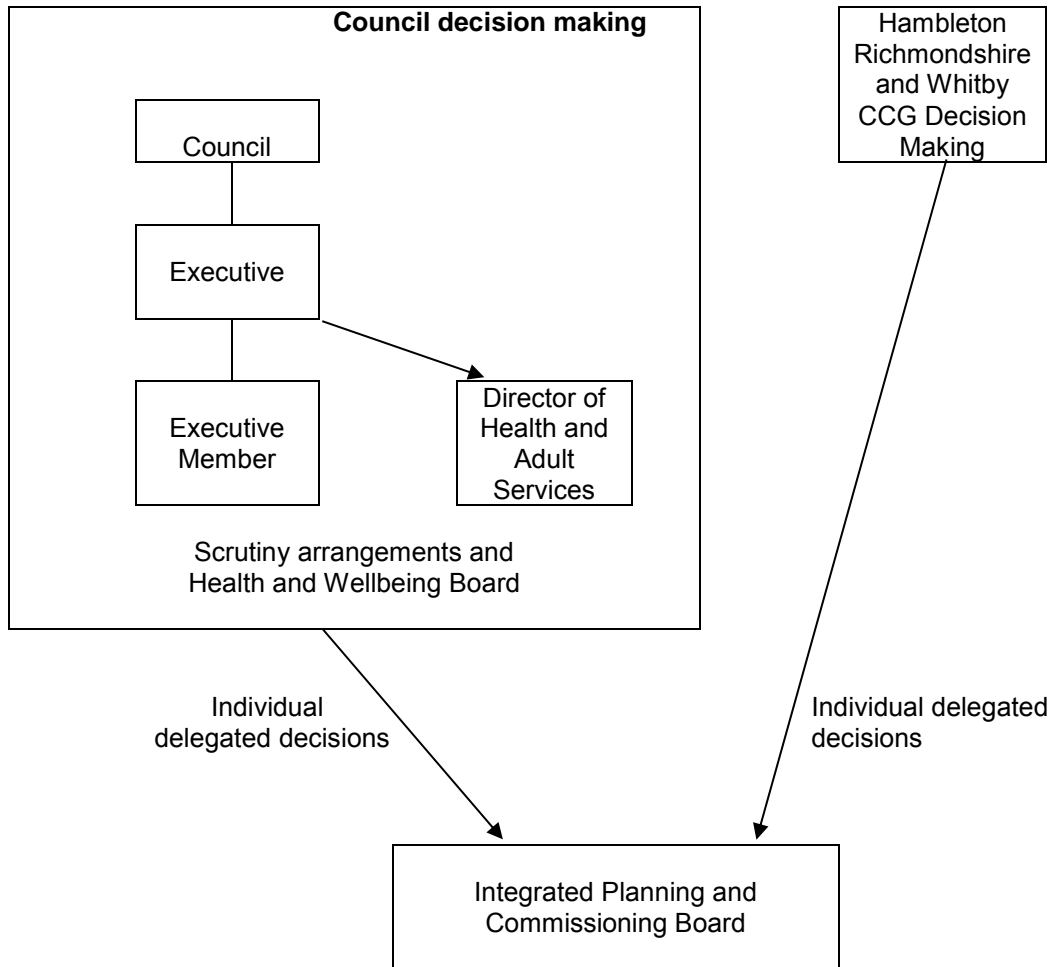 Council decision making
Hambleton
Richmondshire
and Whitby
CCG Decision
Making
Council
Executive
Executive
Member
Director of
Health and
Adult
Services
Scrutiny arrangements and
Health and Wellbeing Board
Individual
delegated decisions
Individual delegated
decisions
Integrated Planning and
Commissioning Board